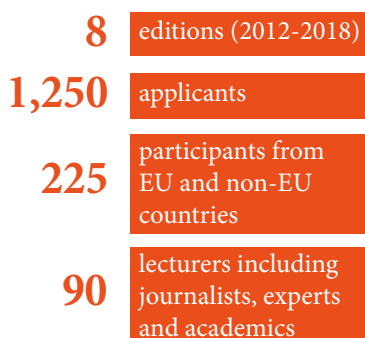 8 editions (2012-2018)
1,250 applicants
225 participants from
EU and non-EU
countries
90 lecturers including
journalists, experts
and academics